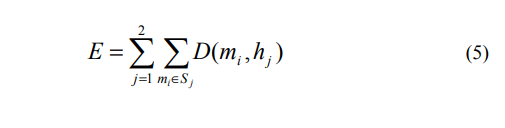 E = \sum_{j=1}^{2} \sum_{m_i \in S_j} D(m_i, h_j) (5)